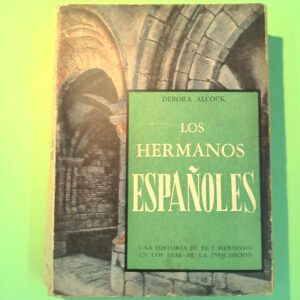 DEBORA ALCOCK
LOS
HERMANOS
ESPAÑOLES
UNA HISTORIA DE FE Y HEROISMO
EN LOS DIAS DE LA INQUISICION